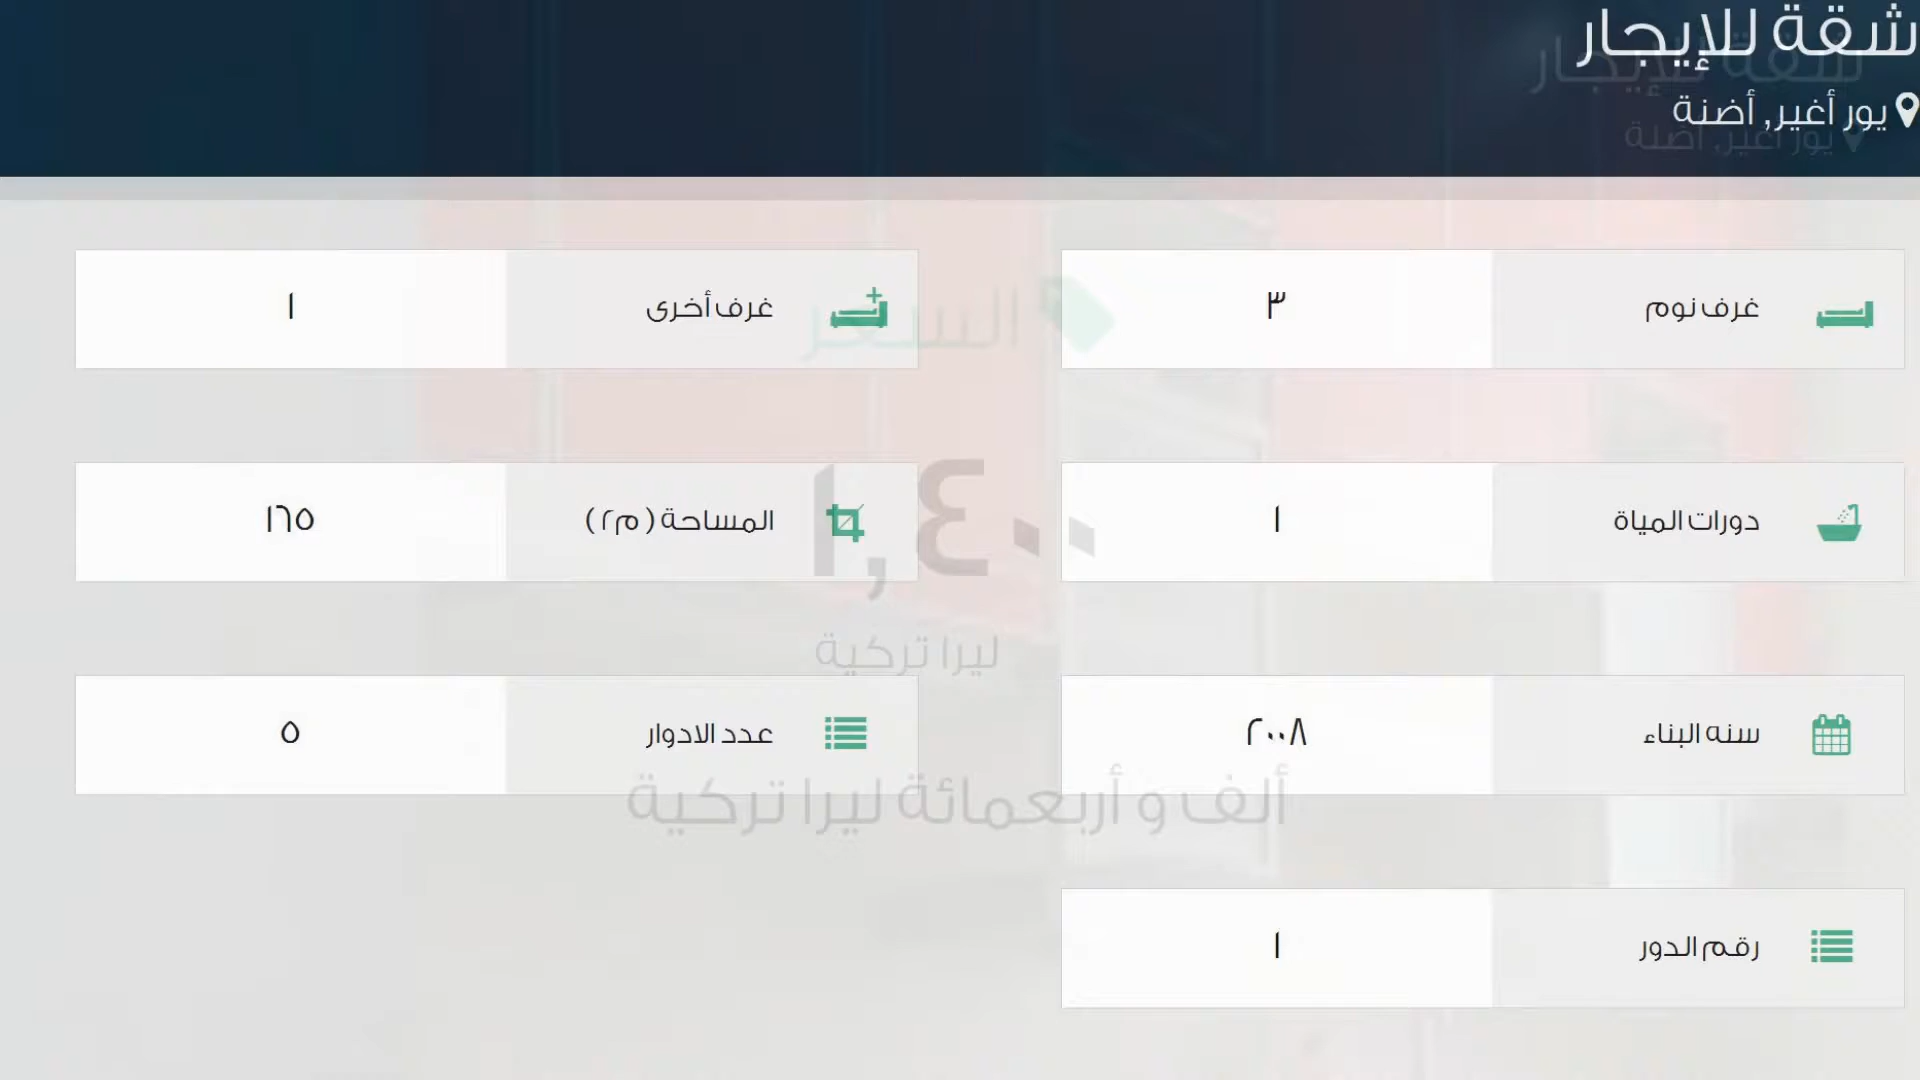 شقة للإيجار
يور أغير, أضنة
غرف نوم ٣
غرف أخرى ١
السعر
دورات المياة ١
المساحة ( م٢ ) ١٦٥
١,٤٠٠
ليرا تركية
سنه البناء ٢٠٠٨
عدد الادوار ٥
ألف و أربعمائة ليرا تركية
رقم الدور ١